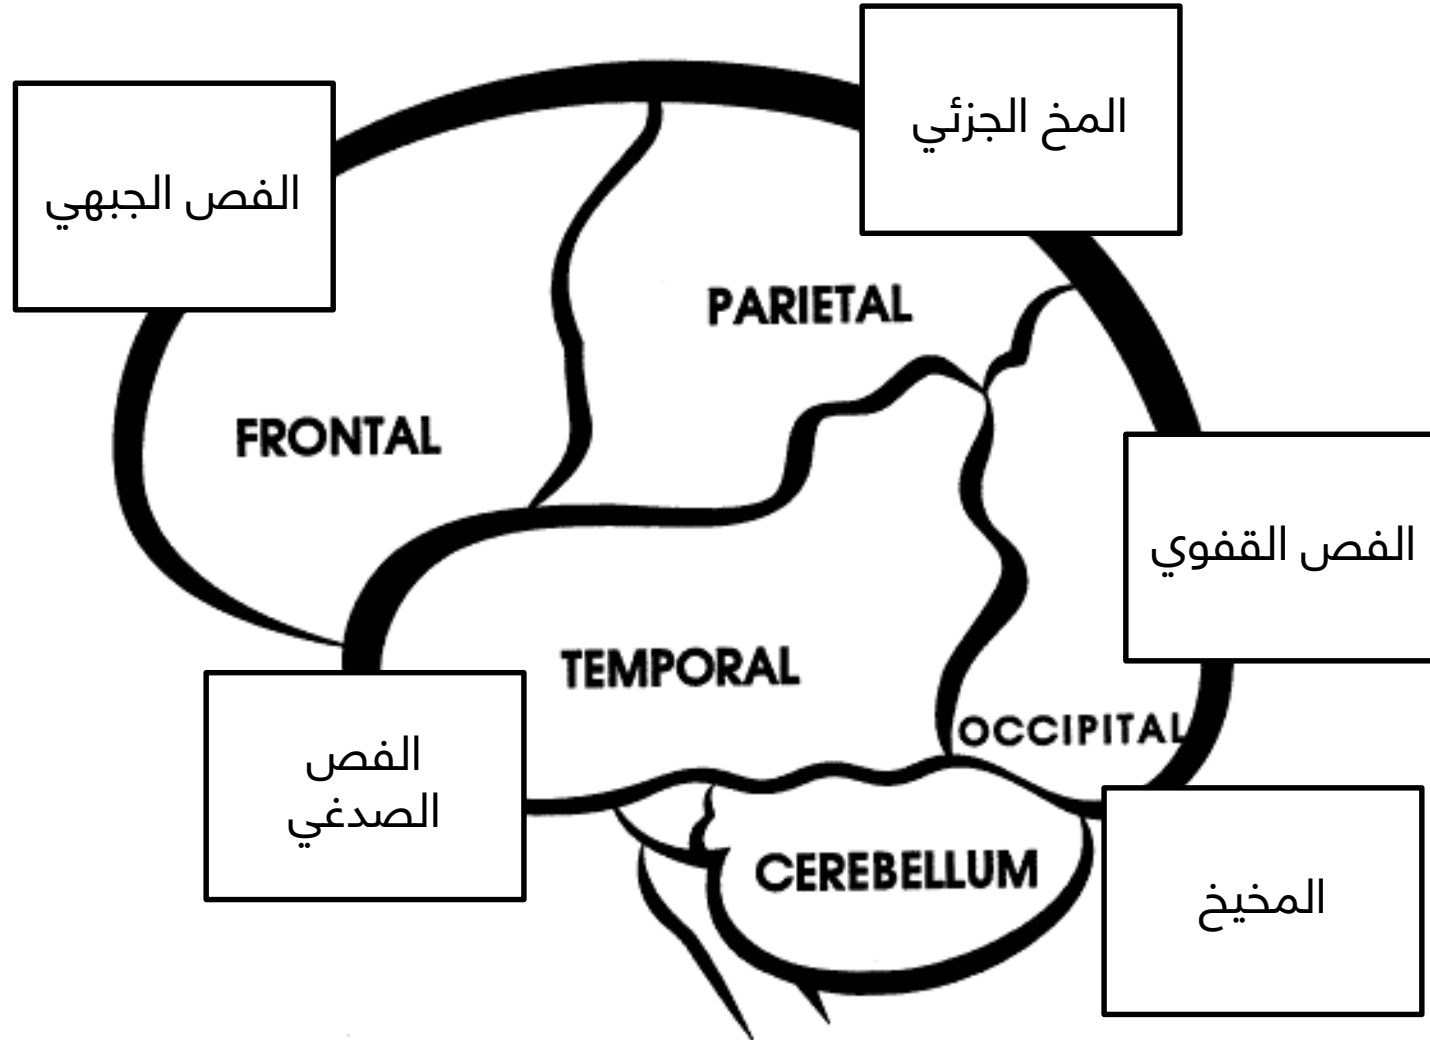 المخ الجزئي
الفص الجبهي
PARIETAL
FRONTAL
الفص القفوي
TEMPORAL
OCCIPITAL
الفص
الصدغي
CEREBELLUM
المخيخ